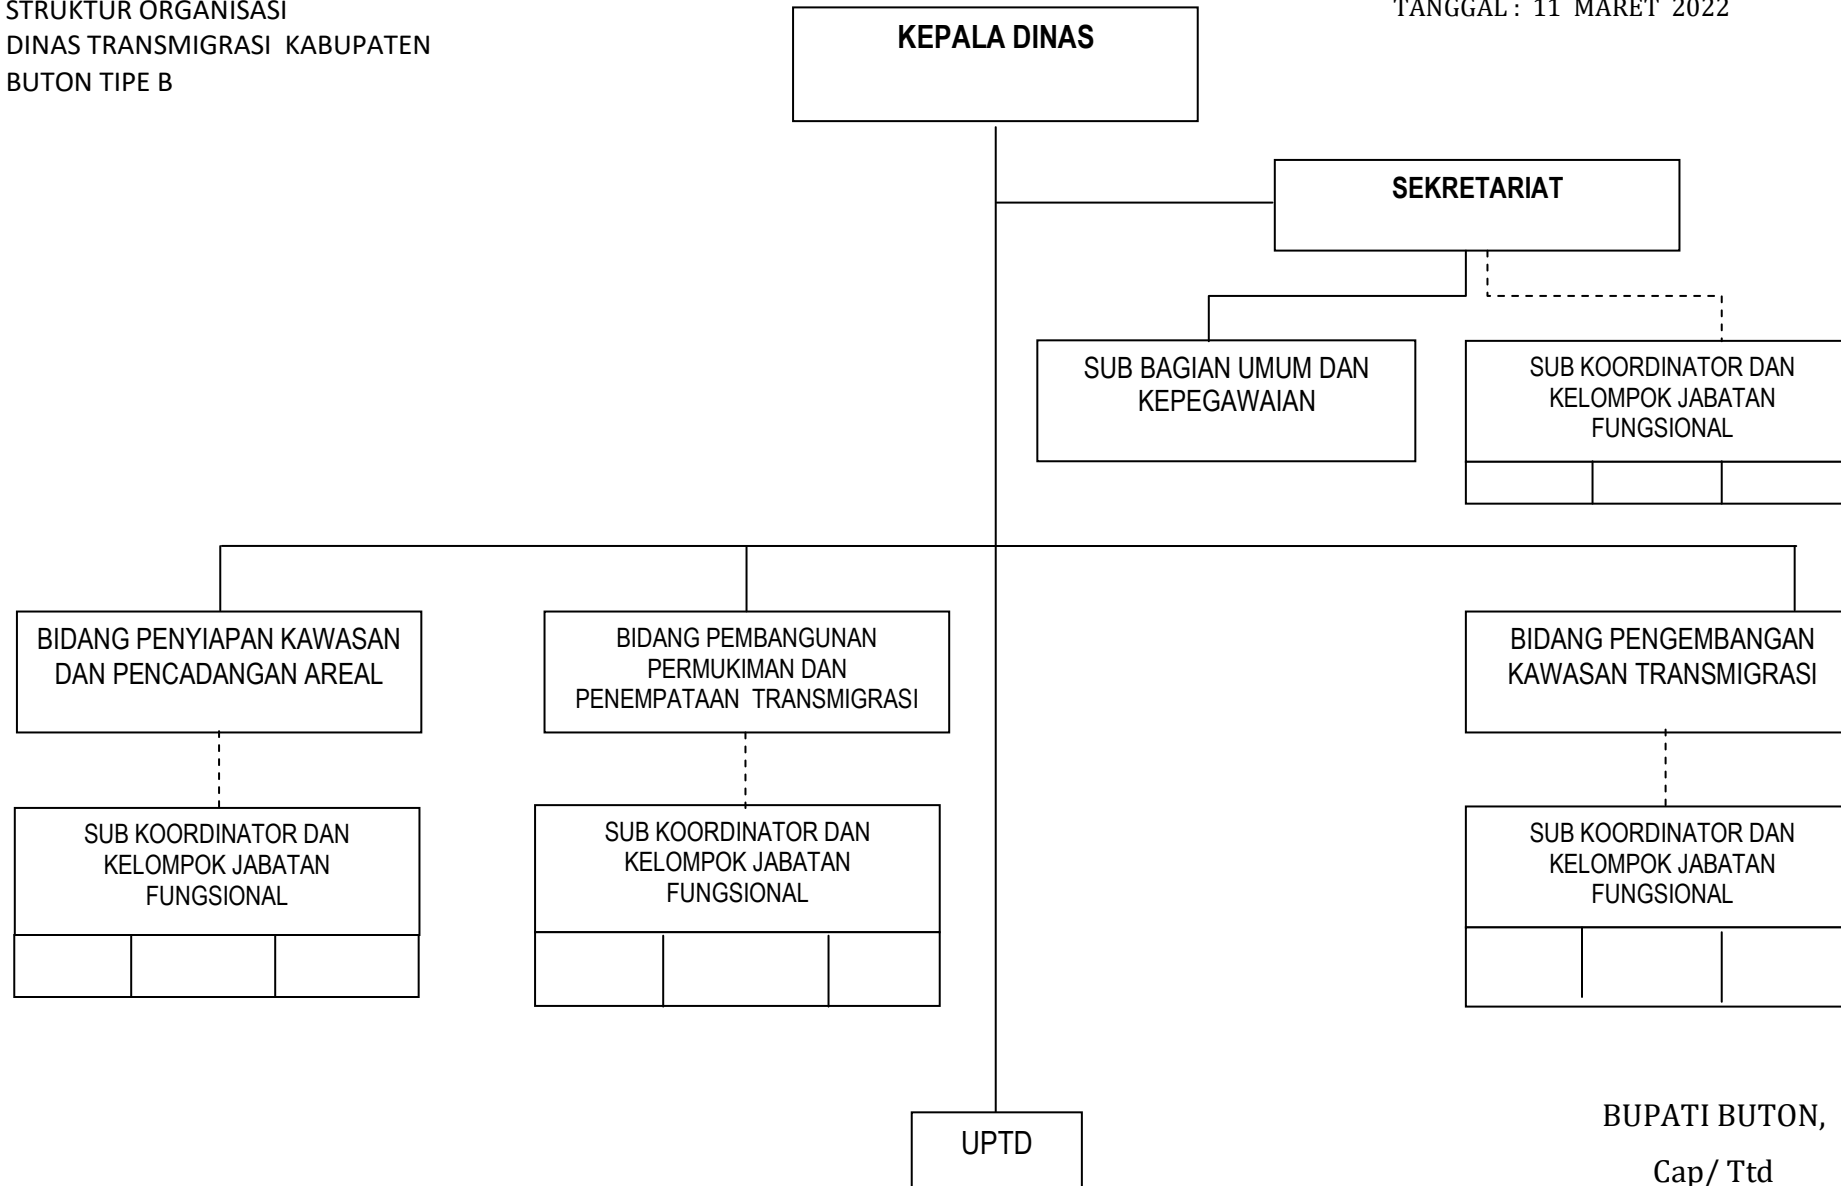 STRUKTUR ORGANISASI
DINAS TRANSMIGRASI KABUPATEN
BUTON TIPE B
TANGGAL : 11 MARET 2022
KEPALA DINAS
SEKRETARIAT
SUB BAGIAN UMUM DAN
KEPEGAWAIAN
SUB KOORDINATOR DAN
KELOMPOK JABATAN
FUNGSIONAL
BIDANG PENYIAPAN KAWASAN
DAN PENCADANGAN AREAL
BIDANG PEMBANGUNAN
PERMUKIMAN DAN
PENEMPATAAN TRANSMIGRASI
BIDANG PENGEMBANGAN
KAWASAN TRANSMIGRASI
SUB KOORDINATOR DAN
KELOMPOK JABATAN
FUNGSIONAL
SUB KOORDINATOR DAN
KELOMPOK JABATAN
FUNGSIONAL
SUB KOORDINATOR DAN
KELOMPOK JABATAN
FUNGSIONAL
UPTD
BUPATI BUTON,
Cap/ Ttd